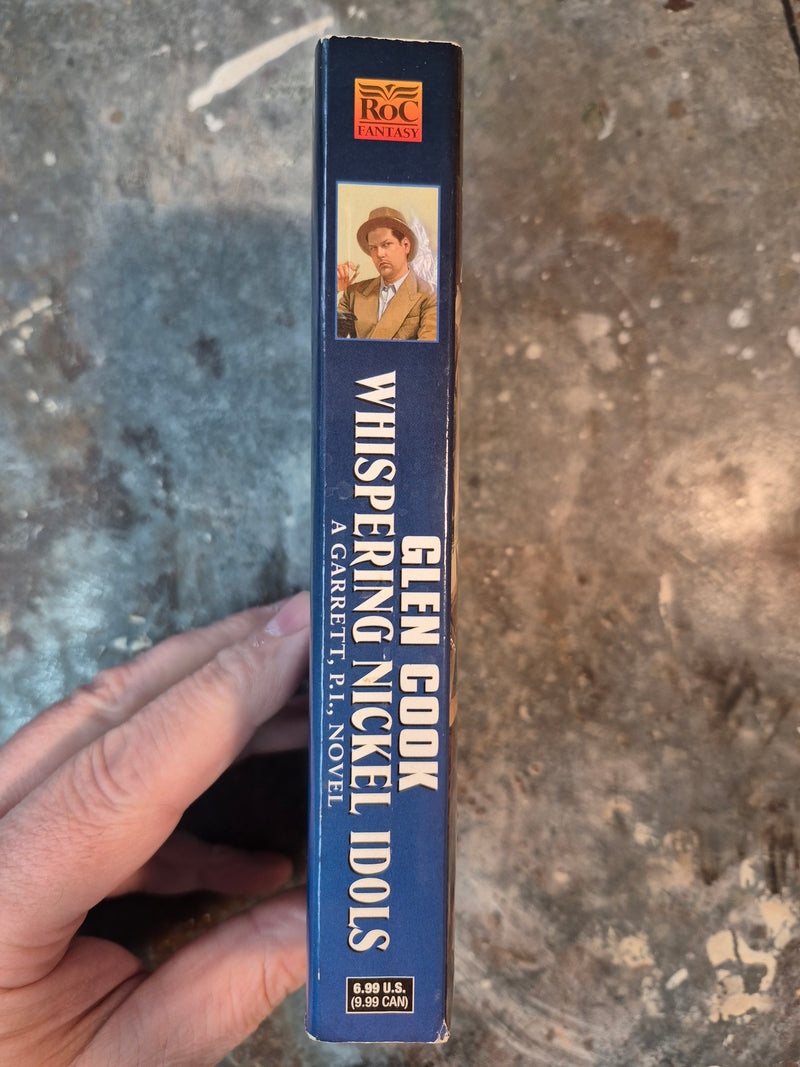 RoC
FANTASY
GLEN COOK
WHISPERING NICKEL IDOLS
A GARRETT, P.I., NOVEL
6.99 U.S.
(9.99 CAN)